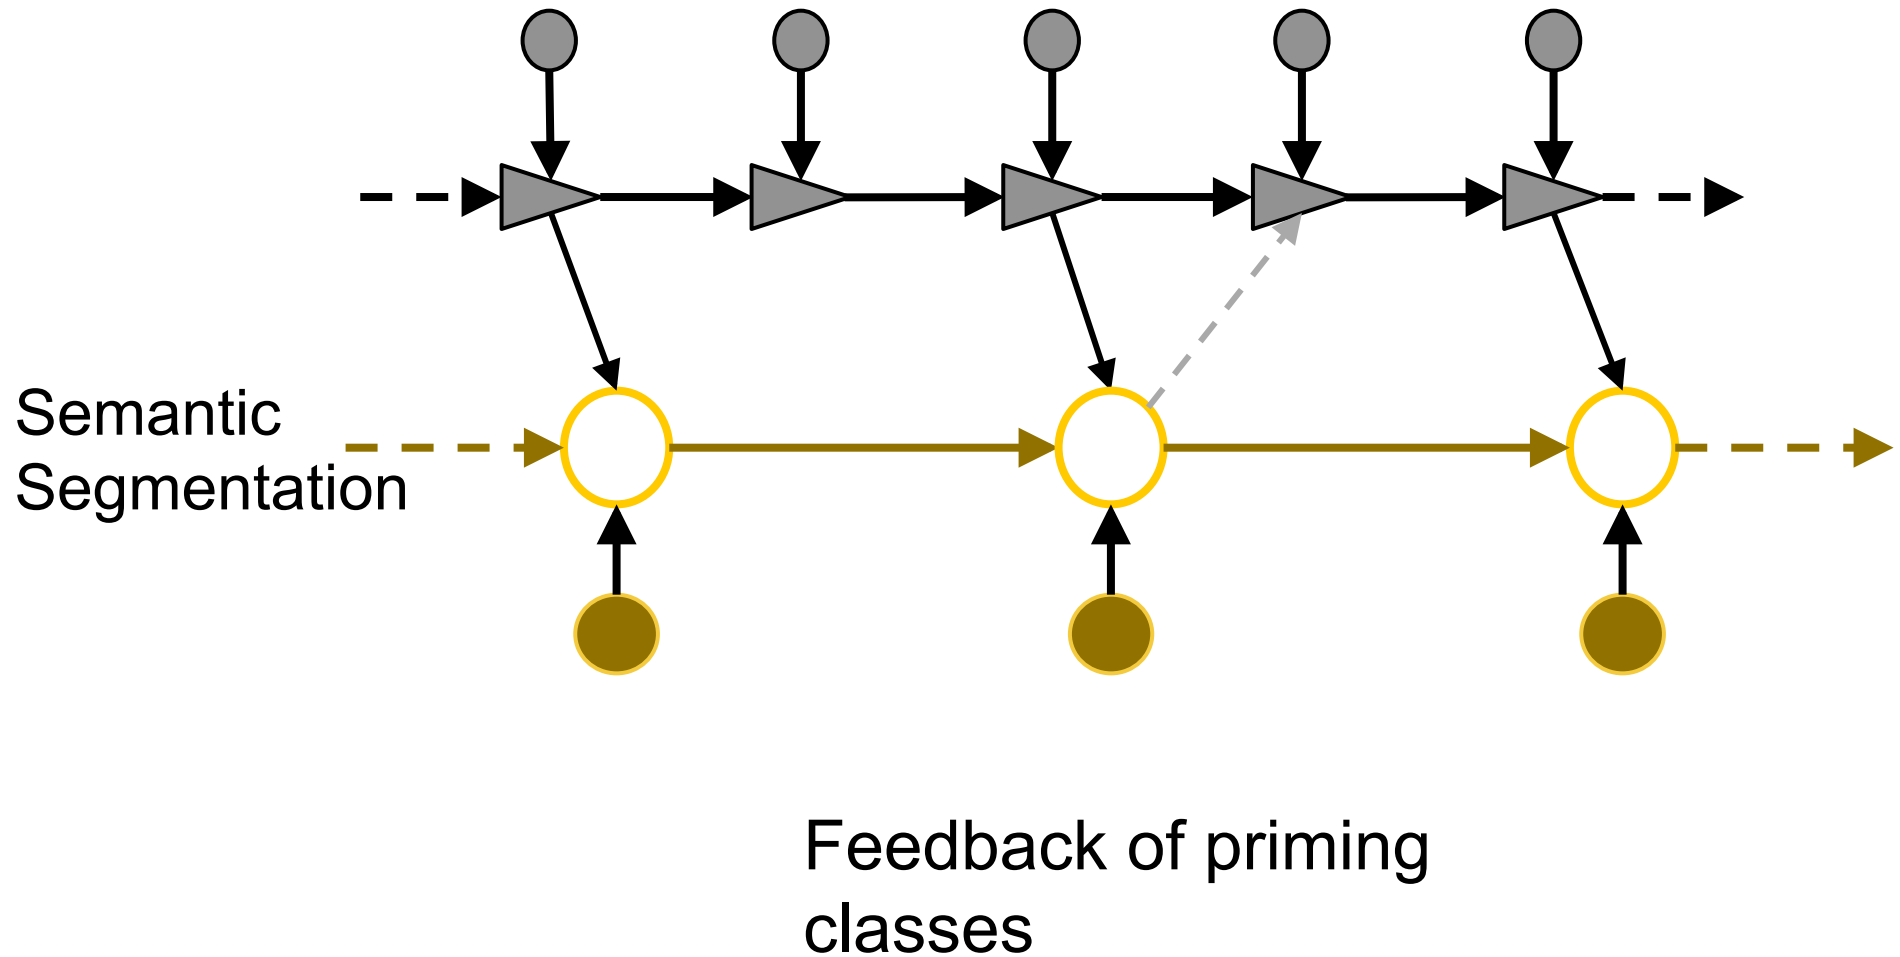 Semantic
Segmentation
Feedback of priming
classes